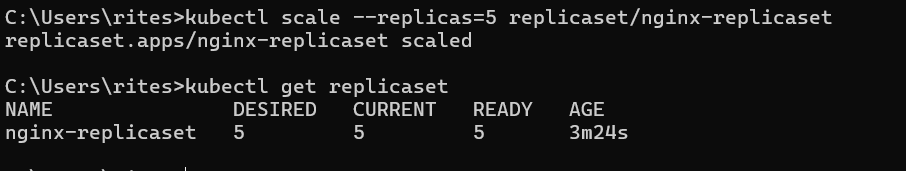 C:\Users\rites>kubectl scale --replicas=5 replicaset/nginx-replicaset
replicaset.apps/nginx-replicaset scaled
C:\Users\rites>kubectl get replicaset
NAME DESIRED CURRENT READY AGE
nginx-replicaset 5 5 5 3m24s